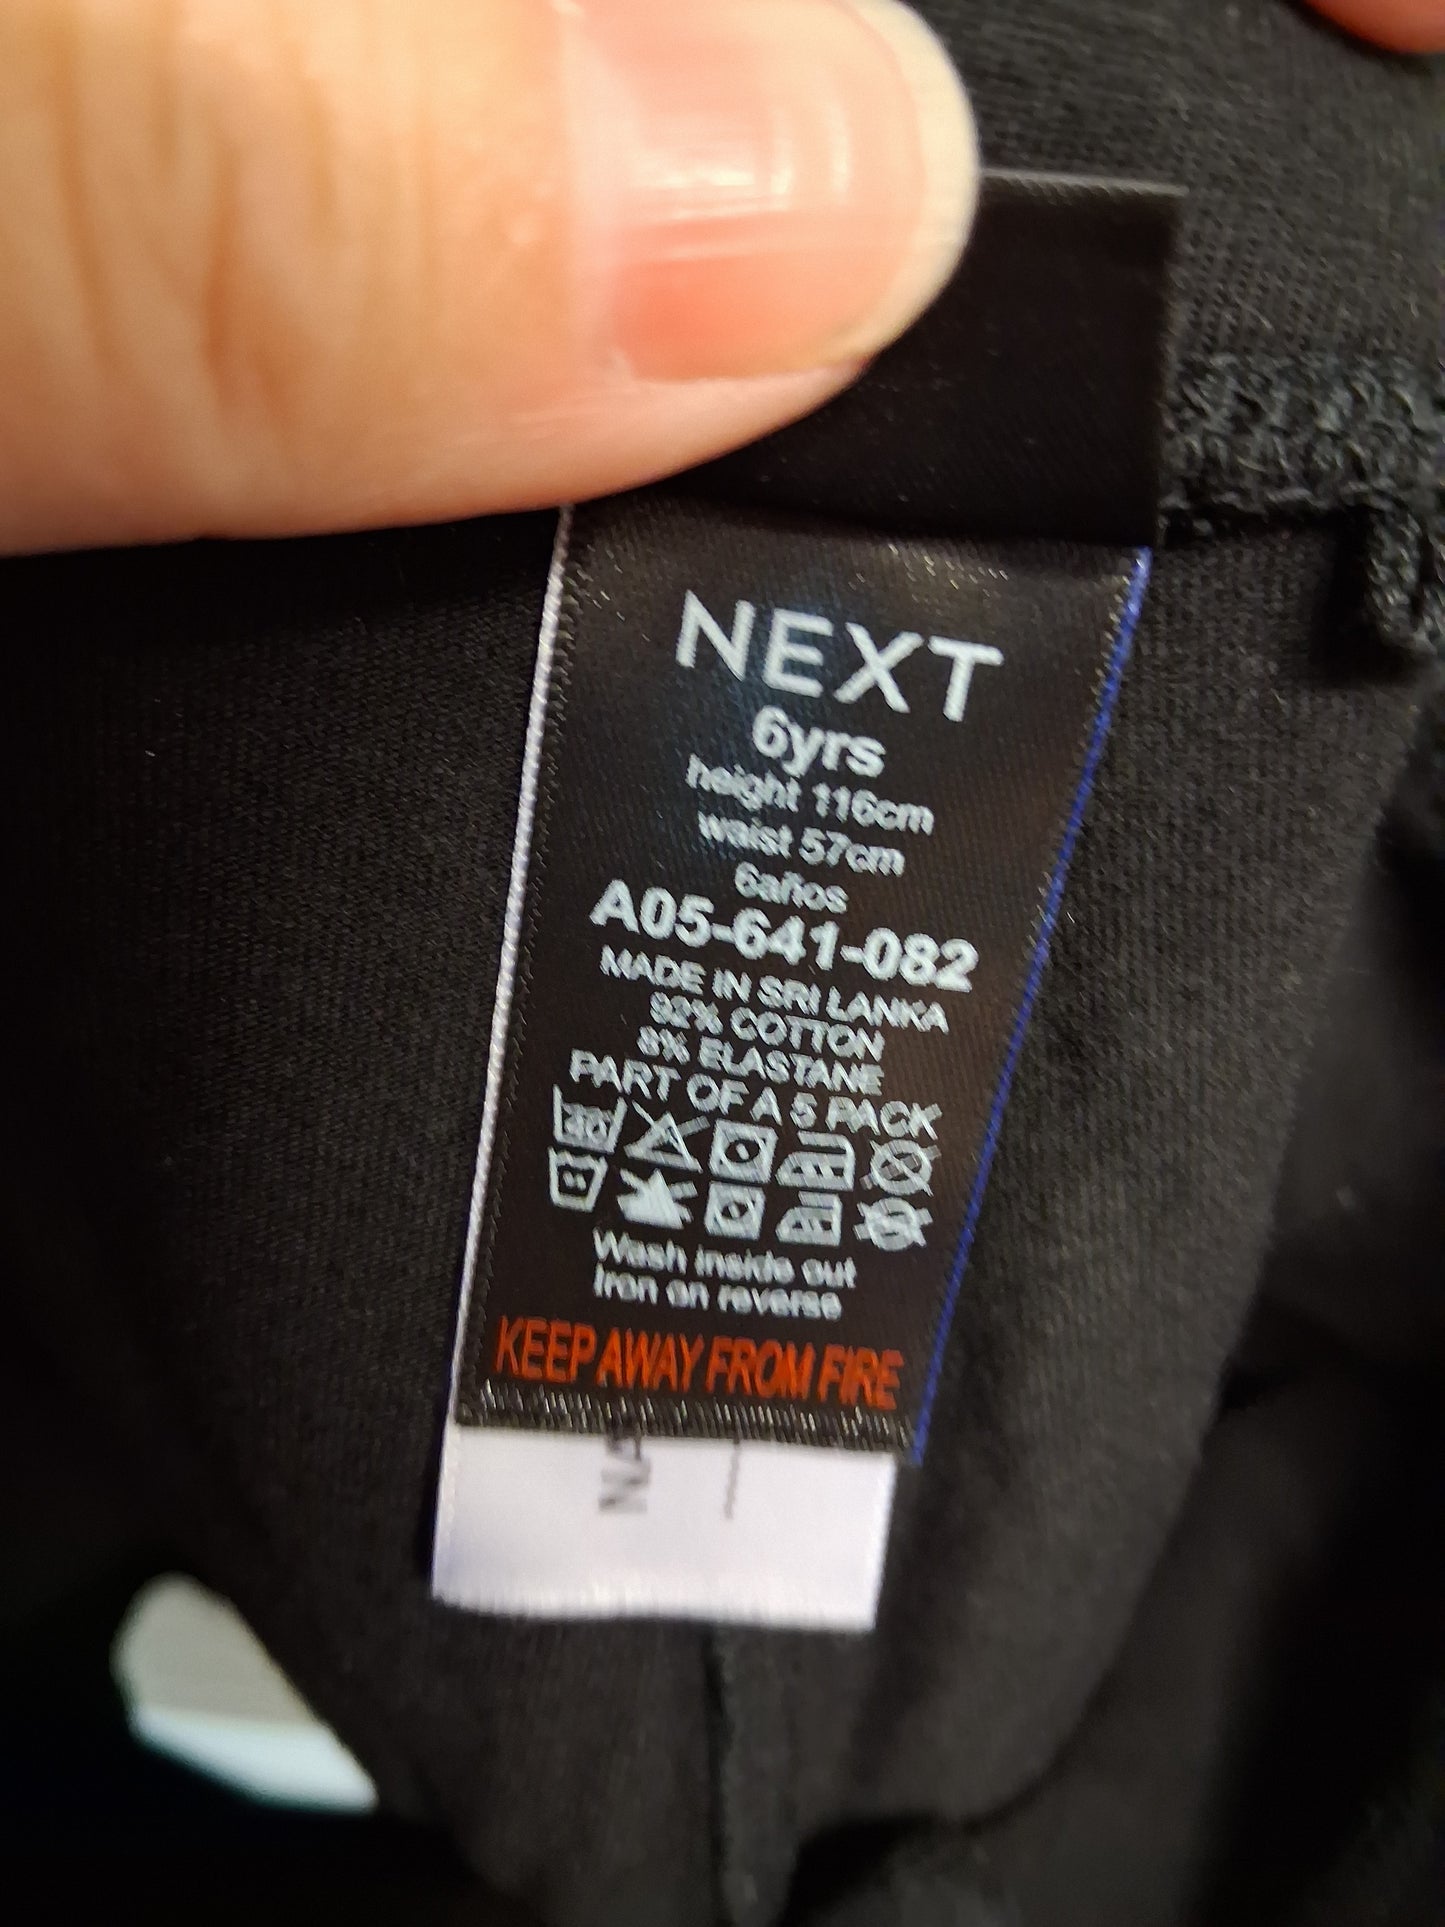 NEXT
6yrs
height 116cm
waist 57cm
6años
A05-641-082
MADE IN SRI LANKA
92% COTTON
8% ELASTANE
PART OF A 5 PACK
40
Wash inside out
Iron on reverse
KEEP AWAY FROM FIRE